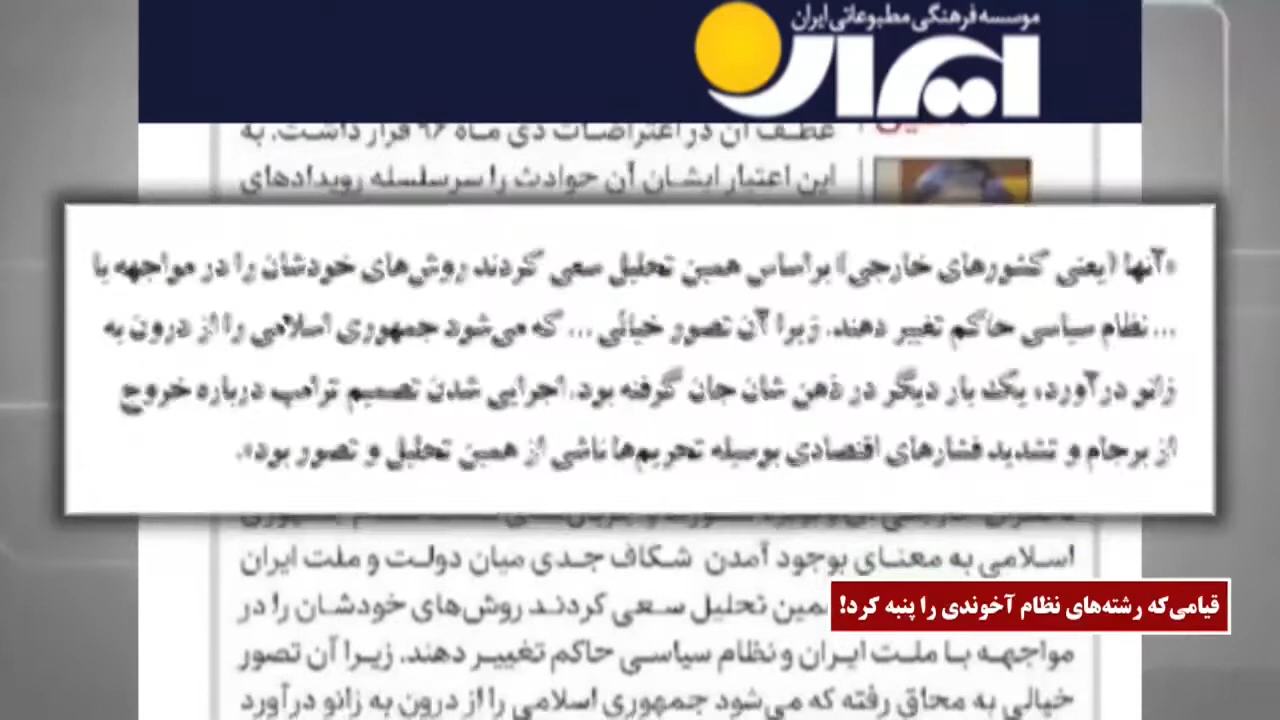 موسسه فرهنگی مطبوعاتی ایران
ایران
عطف آن در اعتراضات دی ماه ۹۶ قرار داشت. به
این اعتبار ایشان آن حوادث را سرسلسله رویدادهای
«آنها (یعنی کشورهای خارجی) براساس همین تحلیل سعی کردند روش‌های خودشان را در مواجهه با
... نظام سیاسی حاکم تغییر دهند. زیرا آن تصور خیالی ... که می‌شود جمهوری اسلامی را از درون به
زانو درآورد، یک بار دیگر در ذهن شان جان گرفته بود. اجرایی شدن تصمیم ترامپ درباره خروج
از برجام و تشدید فشارهای اقتصادی بوسیله تحریم‌ها ناشی از همین تحلیل و تصور بود».
اسلامی به معنای بوجود آمدن شکاف جدی میان دولت و ملت ایران
همین تحلیل سعی کردند روش‌های خودشان را در
قیامی‌که رشته‌های نظام آخوندی را پنبه کرد!
مواجهه با ملت ایران و نظام سیاسی حاکم تغییر دهند. زیرا آن تصور
خیالی به محاق رفته که می‌شود جمهوری اسلامی را از درون به زانو درآورد